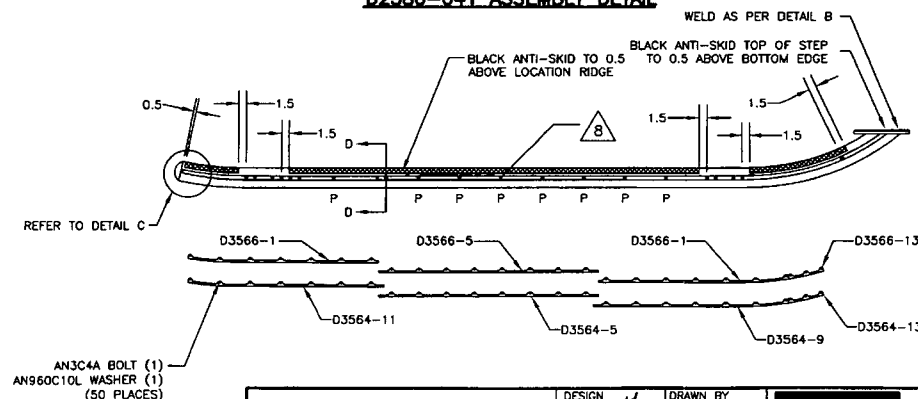 D2580-041 ASSEMBLY DETAIL
WELD AS PER DETAIL B
BLACK ANTI-SKID TOP OF STEP
TO 0.5 ABOVE BOTTOM EDGE
BLACK ANTI-SKID TO 0.5
ABOVE LOCATION RIDGE
0.5
1.5
1.5
1.5
1.5
1.5
8
D
D
P P P P P P P P
REFER TO DETAIL C
D3566-1
D3566-5
D3566-1
D3566-13
D3564-11
D3564-5
D3564-9
D3564-13
AN3C4A BOLT (1)
AN960C10L WASHER (1)
(50 PLACES)
DESIGN
DRAWN BY